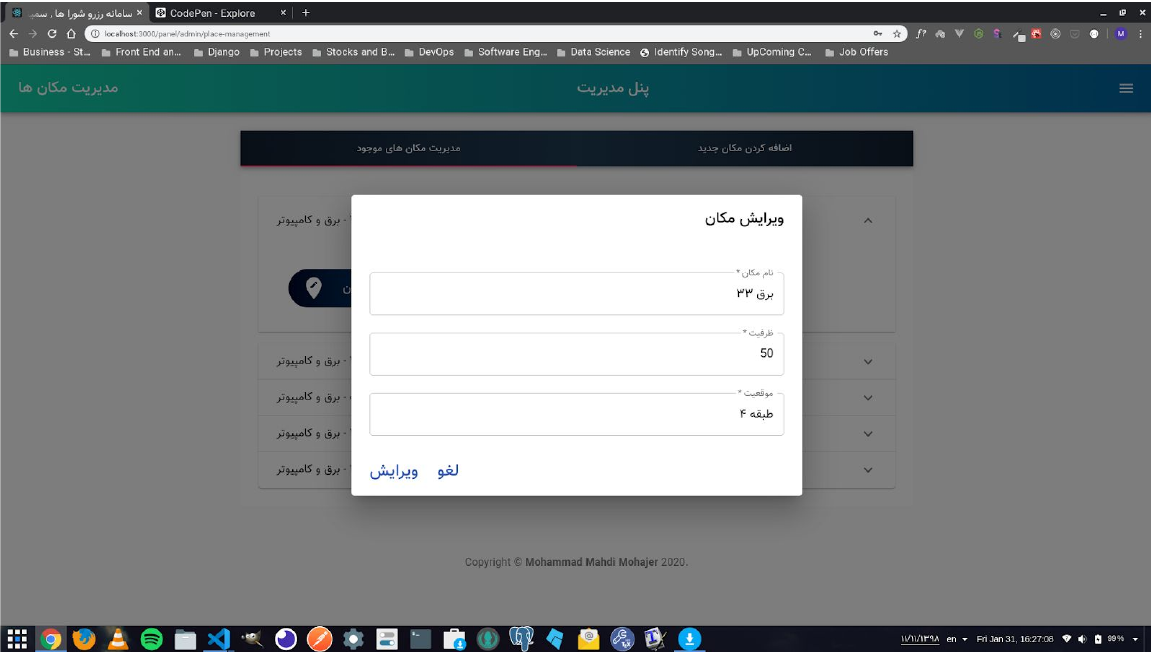 سامانه رزرو شورا ها , سمی
CodePen - Explore
localhost:3000/panel/admin/place-management
Business - St...
Front End an...
Django
Projects
Stocks and B...
DevOps
Software Eng...
Data Science
Identify Song...
UpComing C...
Job Offers
پنل مدیریت
مدیریت مکان ها
اضافه کردن مکان جدید
مدیریت مکان های موجود
ویرایش مکان
نام مکان *
برق ۳۳
ظرفیت *
50
موقعیت *
طبقه ۴
لغو
ویرایش
- برق و کامپیوتر
ن
- برق و کامپیوتر
- برق و کامپیوتر
- برق و کامپیوتر
- برق و کامپیوتر
Copyright © Mohammad Mahdi Mohajer 2020.
۱۱/۱۱/۱۳۹۸ en Fri Jan 31, 16:27:08 99%